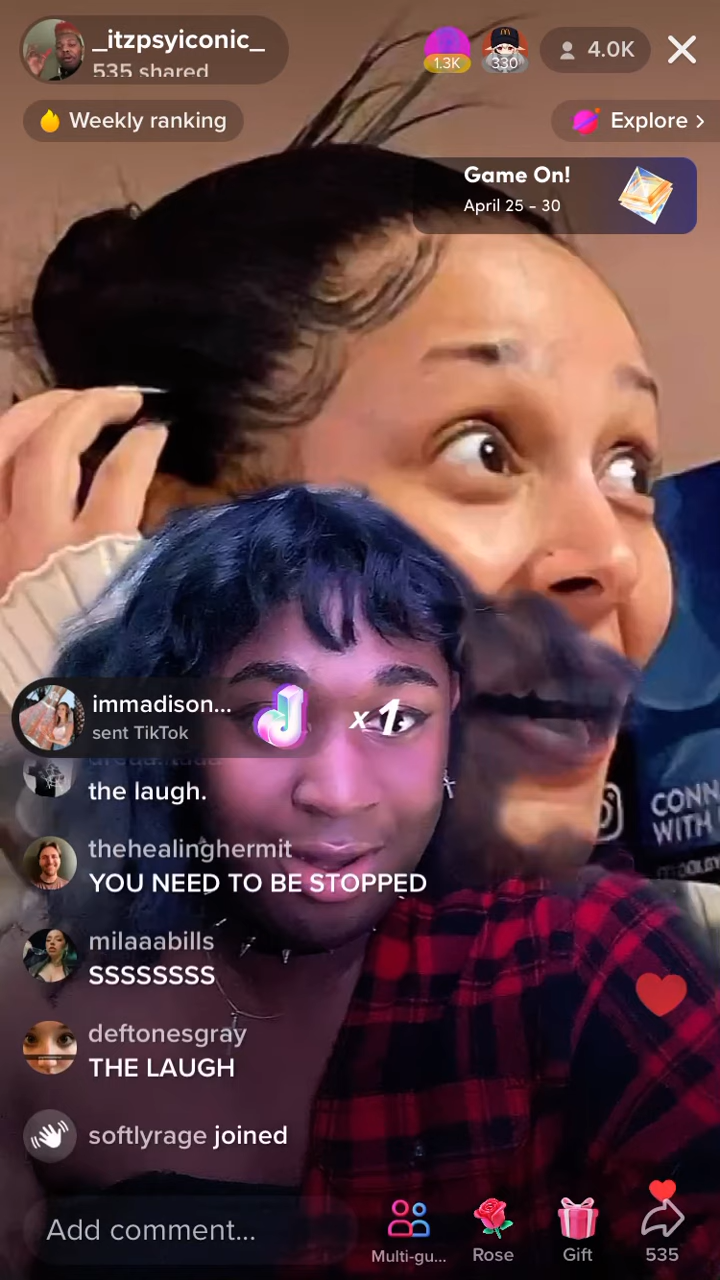 _itzpsyiconic_
535 shared
1.3K
330
4.0K
Weekly ranking
Explore
Game On!
April 25 - 30
immadison...
sent TikTok
x1
the laugh.
thehealinghermit
YOU NEED TO BE STOPPED
milaaabills
SSSSSSSS
deftonesgray
THE LAUGH
softlyrage joined
CONN
WITH
Add comment...
Multi-gu...
Rose
Gift
535